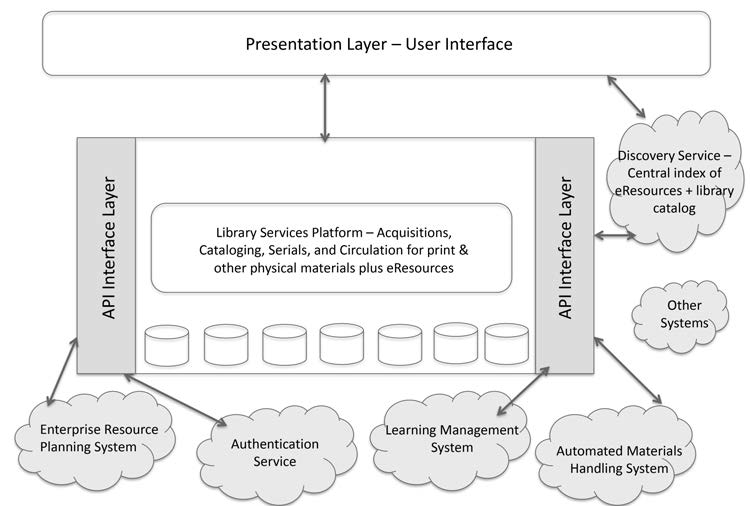 Presentation Layer – User Interface
API Interface Layer
Library Services Platform – Acquisitions,
Cataloging, Serials, and Circulation for print &
other physical materials plus eResources
API Interface Layer
Discovery Service –
Central index of
eResources + library
catalog
Other
Systems
Enterprise Resource
Planning System
Authentication
Service
Learning Management
System
Automated Materials
Handling System